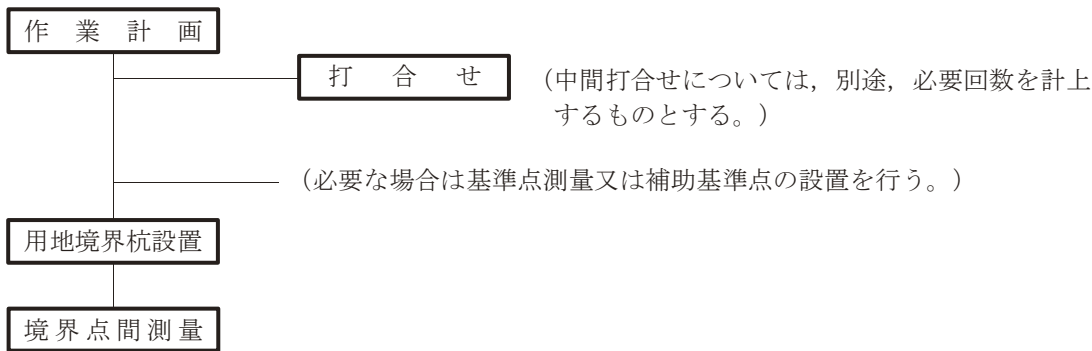 作業計画
打合せ
（中間打合せについては，別途，必要回数を計上
するものとする。）
（必要な場合は基準点測量又は補助基準点の設置を行う。）
用地境界杭設置
境界点間測量